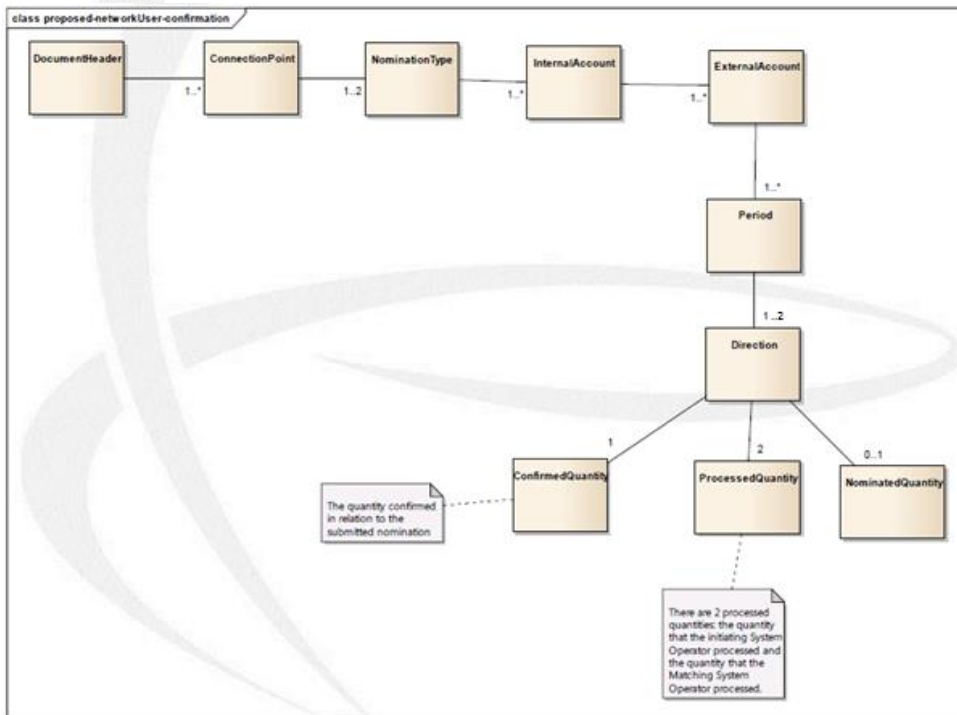 class proposed-networkUser-confirmation
DocumentHeader
ConnectionPoint
NominationType
InternalAccount
ExternalAccount
1..*
1..2
1..*
1..*
1..*
Period
1..2
Direction
1
2
0..1
ConfirmedQuantity
ProcessedQuantity
NominatedQuantity
The quantity confirmed
in relation to the
submitted nomination
There are 2 processed
quantities: the quantity
that the initiating System
Operator processed and
the quantity that the
Matching System
Operator processed.